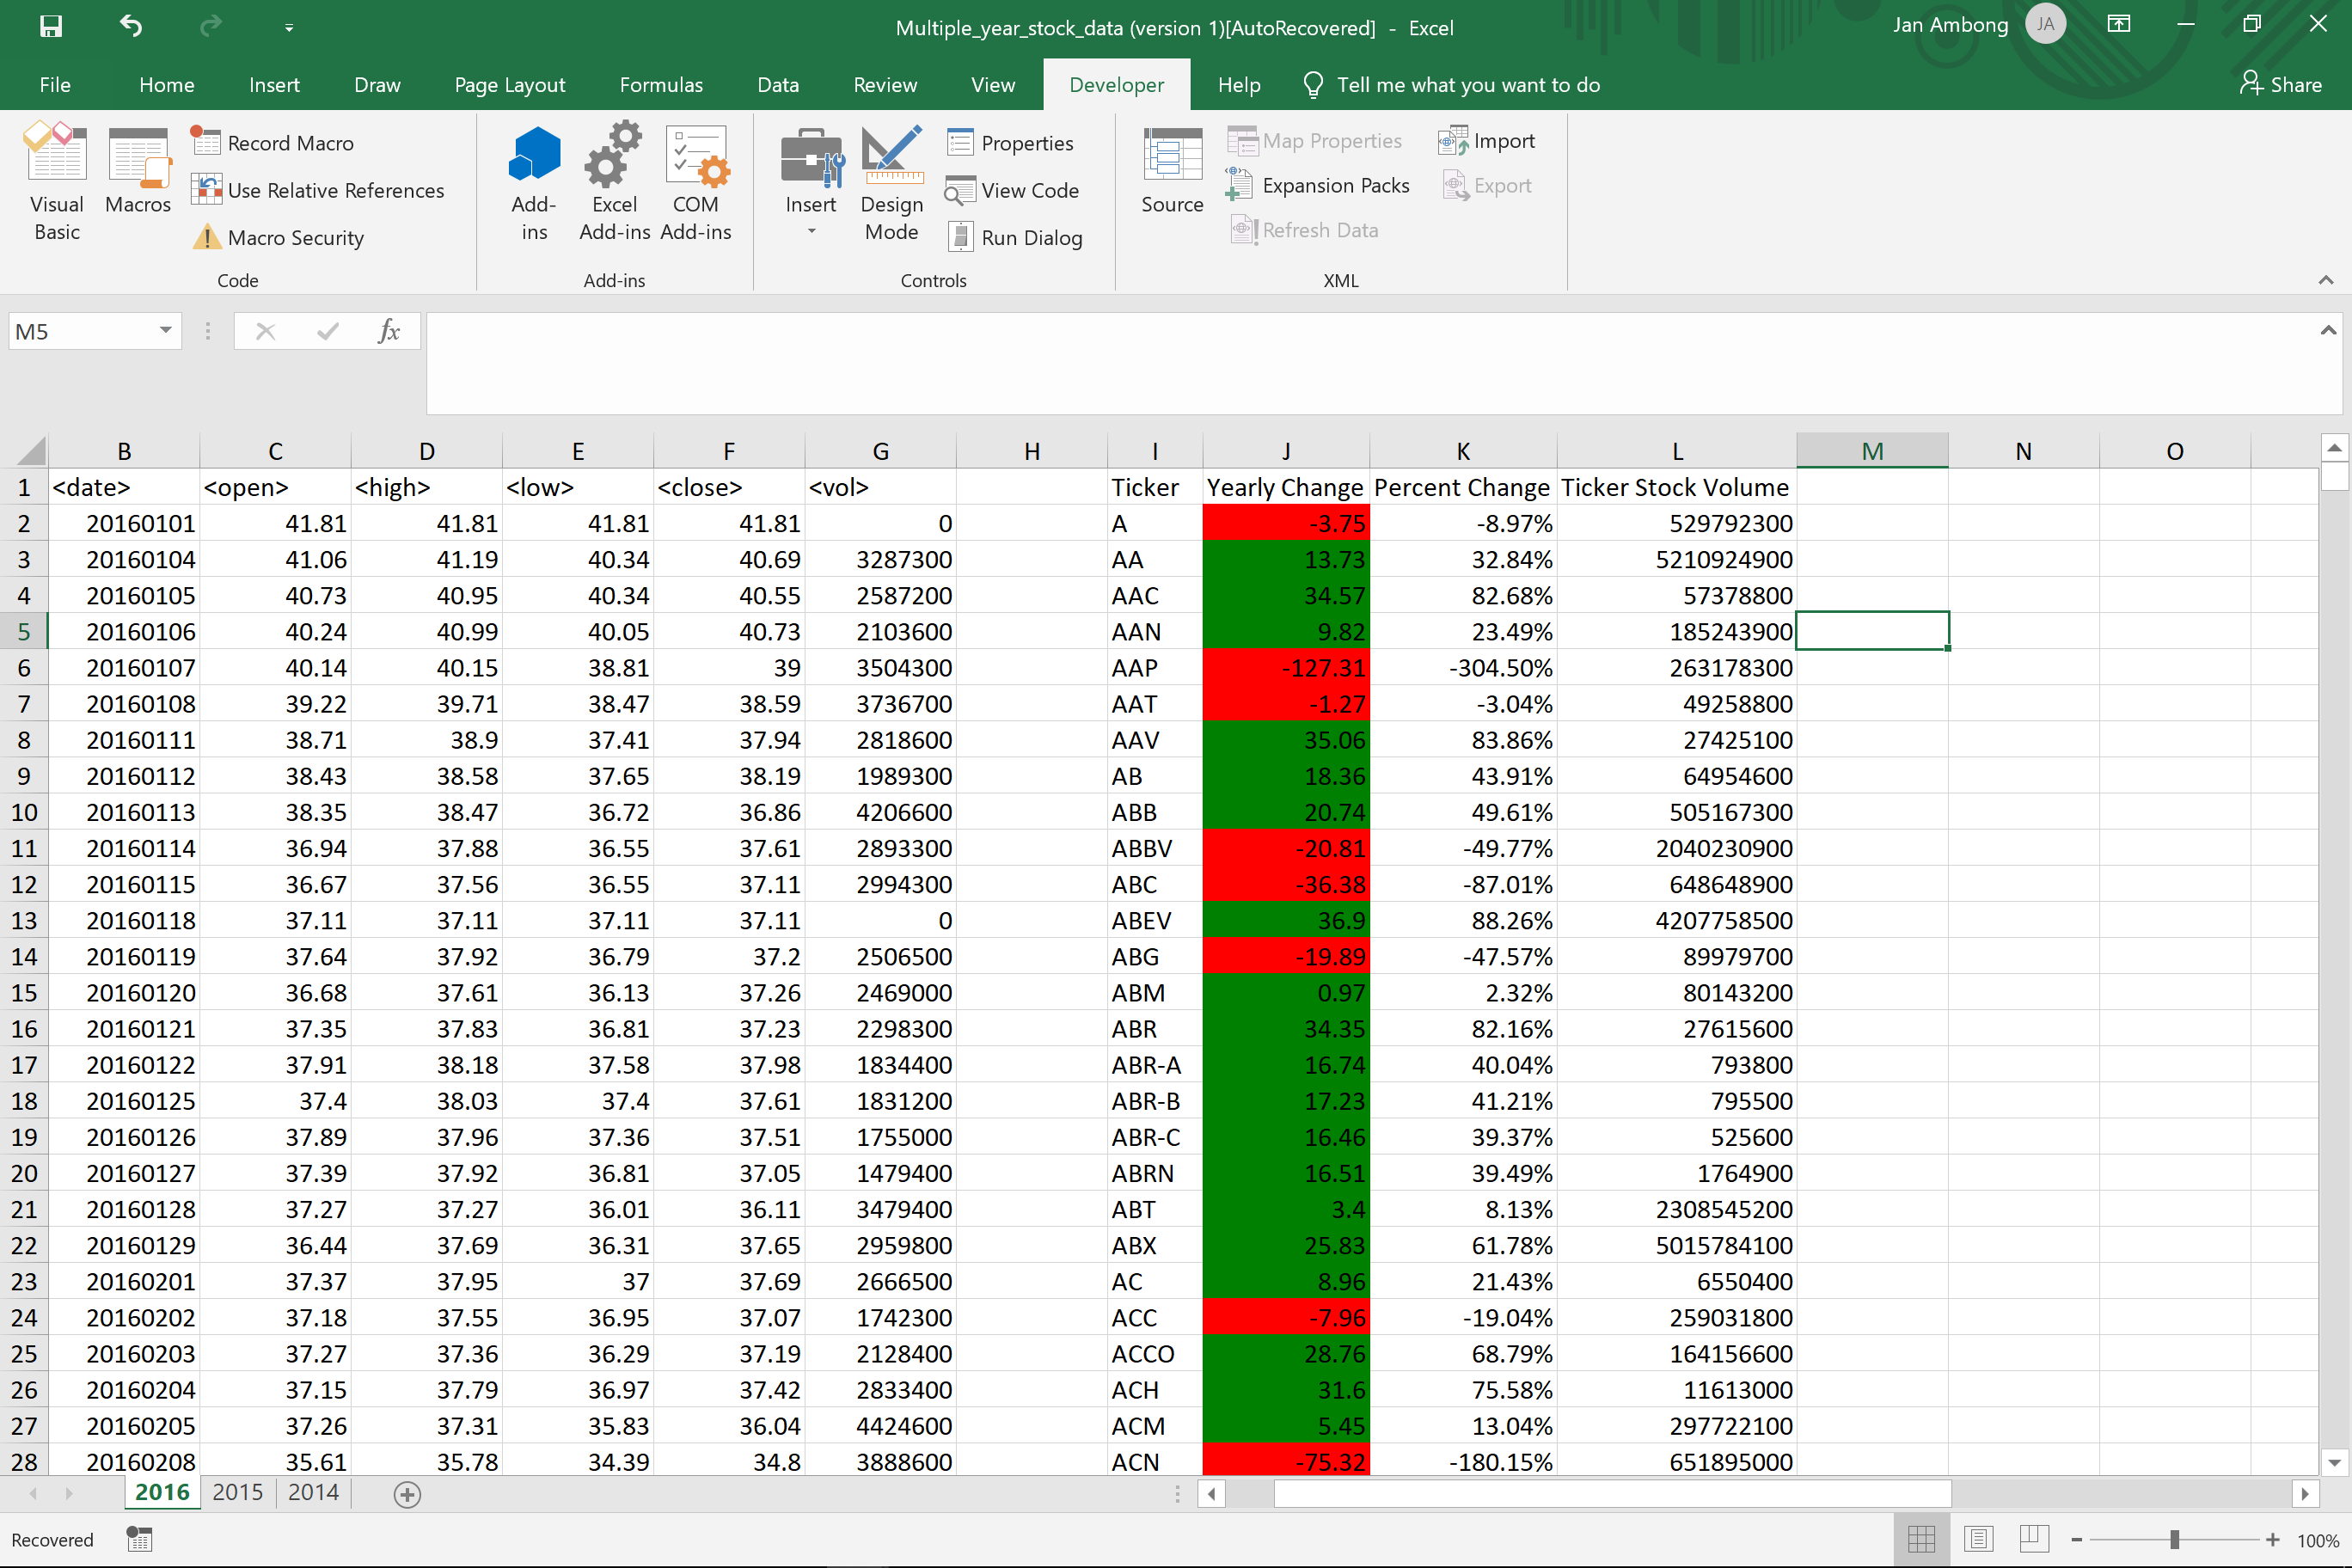 Multiple_year_stock_data (version 1)[AutoRecovered] - Excel
Jan Ambong JA
File Home Insert Draw Page Layout Formulas Data Review View Developer Help Tell me what you want to do Share
Visual Basic
Macros
Record Macro
Use Relative References
Macro Security
Code
Add-ins
Excel Add-ins
COM Add-ins
Add-ins
Insert
Design Mode
Properties
View Code
Run Dialog
Controls
Source
Map Properties
Expansion Packs
Refresh Data
Import
Export
XML
M5 fx
B C D E F G H I J K L M N O
1 <date> <open> <high> <low> <close> <vol> Ticker Yearly Change Percent Change Ticker Stock Volume
2 20160101 41.81 41.81 41.81 41.81 0 A -3.75 -8.97% 529792300
3 20160104 41.06 41.19 40.34 40.69 3287300 AA 13.73 32.84% 5210924900
4 20160105 40.73 40.95 40.34 40.55 2587200 AAC 34.57 82.68% 57378800
5 20160106 40.24 40.99 40.05 40.73 2103600 AAN 9.82 23.49% 185243900
6 20160107 40.14 40.15 38.81 39 3504300 AAP -127.31 -304.50% 263178300
7 20160108 39.22 39.71 38.47 38.59 3736700 AAT -1.27 -3.04% 49258800
8 20160111 38.71 38.9 37.41 37.94 2818600 AAV 35.06 83.86% 27425100
9 20160112 38.43 38.58 37.65 38.19 1989300 AB 18.36 43.91% 64954600
10 20160113 38.35 38.47 36.72 36.86 4206600 ABB 20.74 49.61% 505167300
11 20160114 36.94 37.88 36.55 37.61 2893300 ABBV -20.81 -49.77% 2040230900
12 20160115 36.67 37.56 36.55 37.11 2994300 ABC -36.38 -87.01% 648648900
13 20160118 37.11 37.11 37.11 37.11 0 ABEV 36.9 88.26% 4207758500
14 20160119 37.64 37.92 36.79 37.2 2506500 ABG -19.89 -47.57% 89979700
15 20160120 36.68 37.61 36.13 37.26 2469000 ABM 0.97 2.32% 80143200
16 20160121 37.35 37.83 36.81 37.23 2298300 ABR 34.35 82.16% 27615600
17 20160122 37.91 38.18 37.58 37.98 1834400 ABR-A 16.74 40.04% 793800
18 20160125 37.4 38.03 37.4 37.61 1831200 ABR-B 17.23 41.21% 795500
19 20160126 37.89 37.96 37.36 37.51 1755000 ABR-C 16.46 39.37% 525600
20 20160127 37.39 37.92 36.81 37.05 1479400 ABRN 16.51 39.49% 1764900
21 20160128 37.27 37.27 36.01 36.11 3479400 ABT 3.4 8.13% 2308545200
22 20160129 36.44 37.69 36.31 37.65 2959800 ABX 25.83 61.78% 5015784100
23 20160201 37.37 37.95 37 37.69 2666500 AC 8.96 21.43% 6550400
24 20160202 37.18 37.55 36.95 37.07 1742300 ACC -7.96 -19.04% 259031800
25 20160203 37.27 37.36 36.29 37.19 2128400 ACCO 28.76 68.79% 164156600
26 20160204 37.15 37.79 36.97 37.42 2833400 ACH 31.6 75.58% 11613000
27 20160205 37.26 37.31 35.83 36.04 4424600 ACM 5.45 13.04% 297722100
28 20160208 35.61 35.78 34.39 34.8 3888600 ACN -75.32 -180.15% 651895000
2016 2015 2014
Recovered 100%